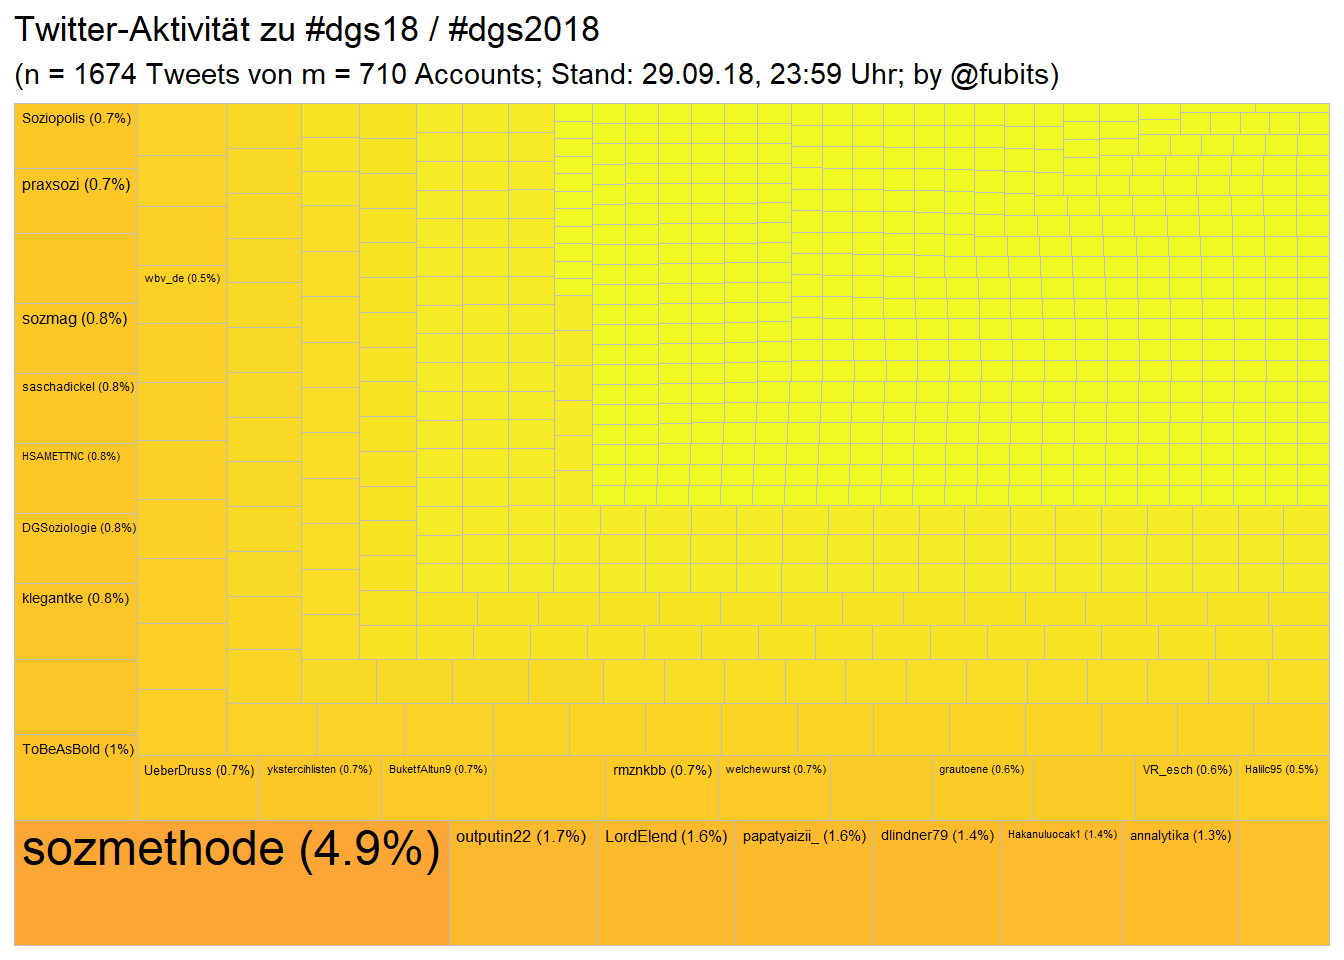 Twitter-Aktivität zu #dgs18 / #dgs2018
(n = 1674 Tweets von m = 710 Accounts; Stand: 29.09.18, 23:59 Uhr; by @fubits)
Soziopolis (0.7%)
praxsozi (0.7%)
wbv_de (0.5%)
sozmag (0.8%)
saschadickel (0.8%)
HSAMETTNC (0.8%)
DGSoziologie (0.8%)
klegantke (0.8%)
ToBeAsBold (1%)
UeberDruss (0.7%)
ykstercihlisten (0.7%)
BuketfAltun9 (0.7%)
rmznkbb (0.7%)
welchewurst (0.7%)
grautoene (0.6%)
VR_esch (0.6%)
Halilc95 (0.5%)
sozmethode (4.9%)
outputin22 (1.7%)
LordElend (1.6%)
papatyaizii_ (1.6%)
dlindner79 (1.4%)
Hakanuluocak1 (1.4%)
annalytika (1.3%)